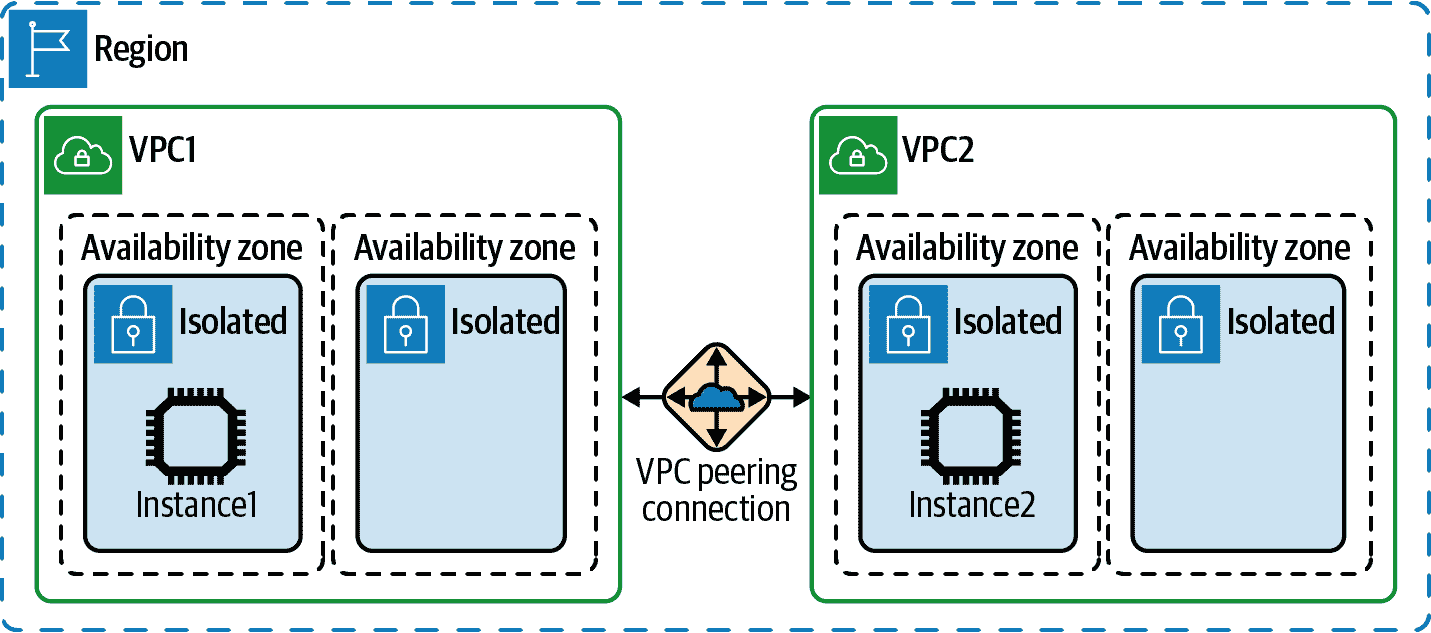 Region
VPC1
VPC2
Availability zone
Availability zone
Availability zone
Availability zone
Isolated
Isolated
Isolated
Isolated
VPC peering
connection
Instance1
Instance2